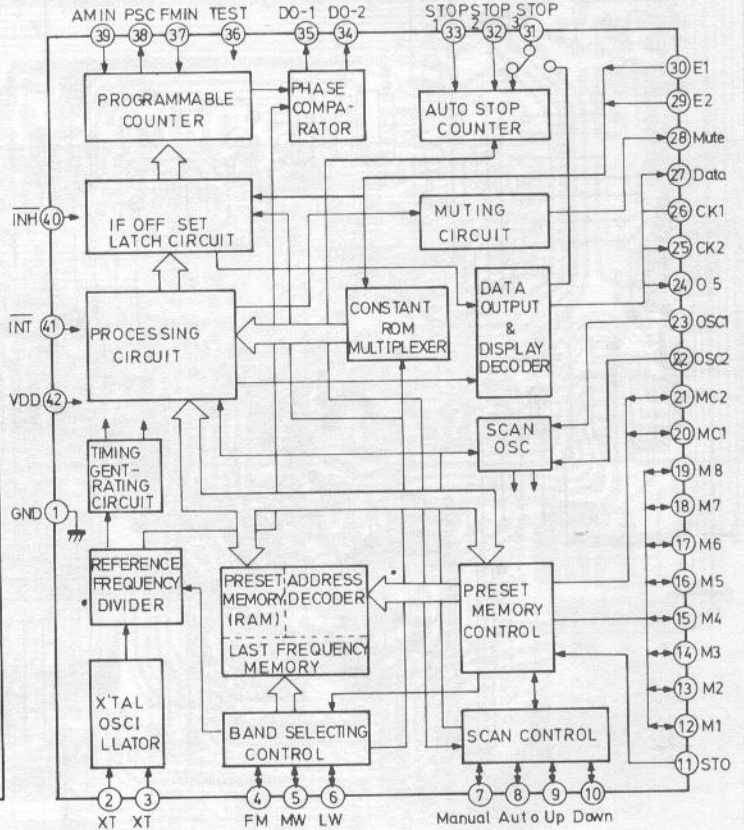 AMIN PSC FMIN TEST DO-1 DO-2 STOP STOP STOP
1 2 3
39 38 37 36 35 34 33 32 31
PROGRAMMABLE
COUNTER
PHASE
COMPA-
RATOR
AUTO STOP
COUNTER
30 E1
29 E2
28 Mute
27 Data
26 CK1
25 CK2
24 O 5
23 OSC1
22 OSC2
21 MC2
20 MC1
19 M8
18 M7
17 M6
16 M5
15 M4
14 M3
13 M2
12 M1
11 STO
INH 40
IF OFF SET
LATCH CIRCUIT
MUTING
CIRCUIT
INT 41
PROCESSING
CIRCUIT
CONSTANT
ROM
MULTIPLEXER
DATA
OUTPUT
&
DISPLAY
DECODER
VDD 42
SCAN
OSC
TIMING
GENT-
RATING
CIRCUIT
GND 1
REFERENCE
FREQUENCY
DIVIDER
PRESET
MEMORY
(RAM)
ADDRESS
DECODER
LAST FREQUENCY
MEMORY
PRESET
MEMORY
CONTROL
X'TAL
OSCI
LLATOR
BAND SELECTING
CONTROL
SCAN CONTROL
2 3 4 5 6 7 8 9 10
XT XT FM MW LW Manual Auto Up Down